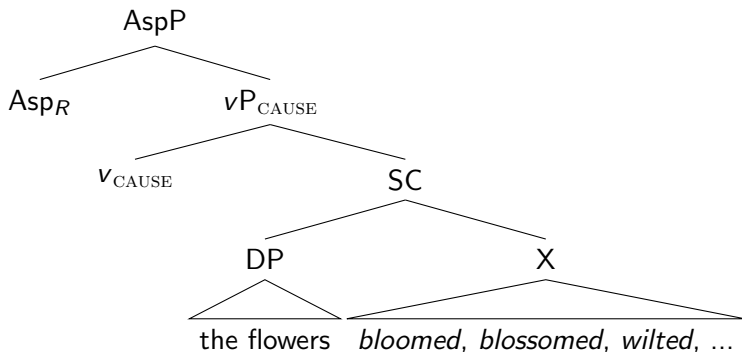 AspP
Asp_R vP_CAUSE
v_CAUSE SC
DP X
the flowers bloomed, blossomed, wilted, ...